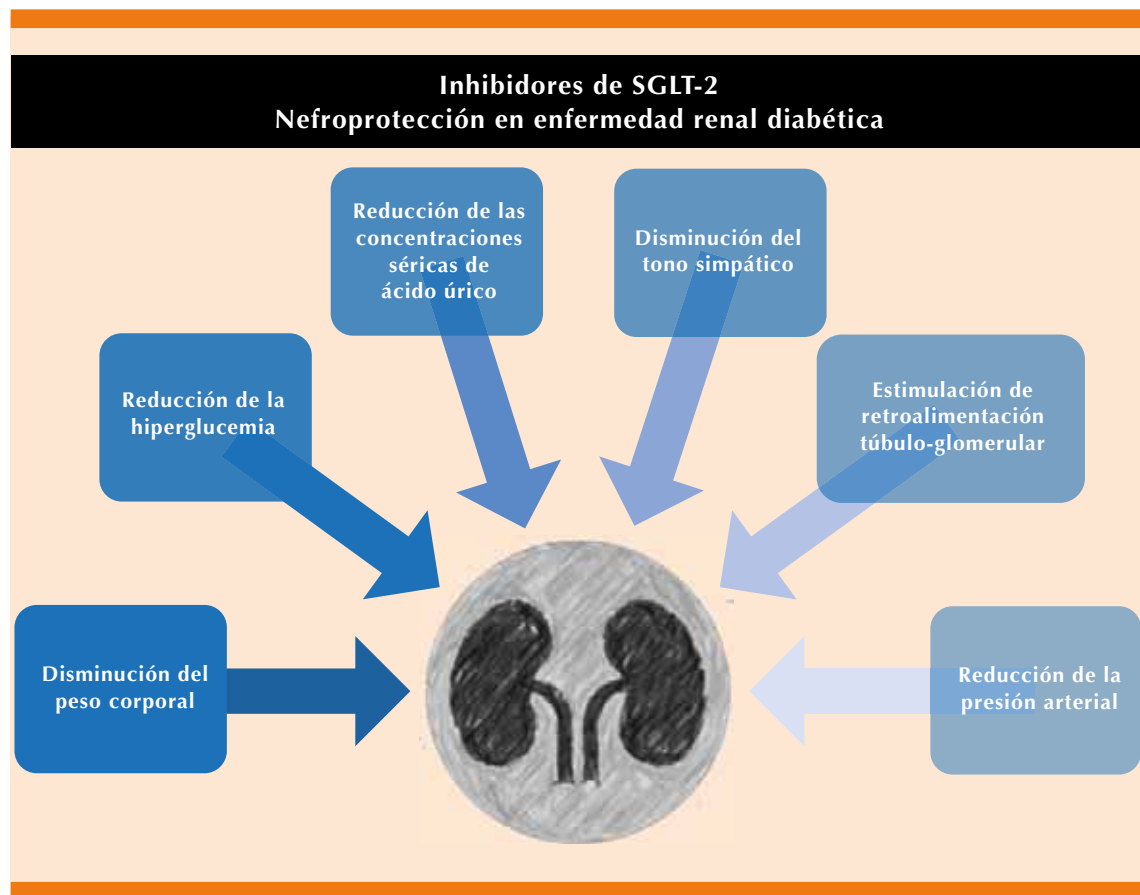 Inhibidores de SGLT-2
Nefroprotección en enfermedad renal diabética
Reducción de las
concentraciones
séricas de
ácido úrico
Disminución del
tono simpático
Reducción de la
hiperglucemia
Estimulación de
retroalimentación
túbulo-glomerular
Disminución del
peso corporal
Reducción de la
presión arterial